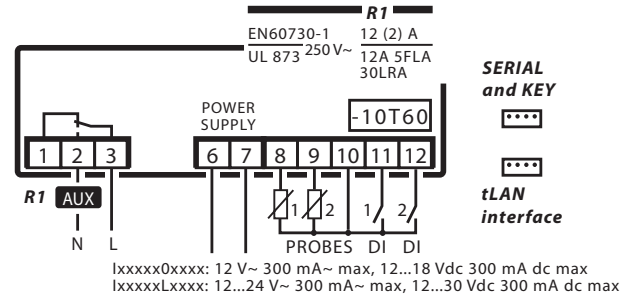 R1
EN60730-1
UL 873
250 V~
12 (2) A
12A 5FLA
30LRA
SERIAL
and KEY
POWER
SUPPLY
-10T60
1 2 3 6 7 8 9 10 11 12
R1 AUX
1 2 1 2
tLAN
interface
N L PROBES DI DI
Ixxxxx0xxxx: 12 V~ 300 mA~ max, 12...18 Vdc 300 mA dc max
IxxxxxLxxxx: 12...24 V~ 300 mA~ max, 12...30 Vdc 300 mA dc max